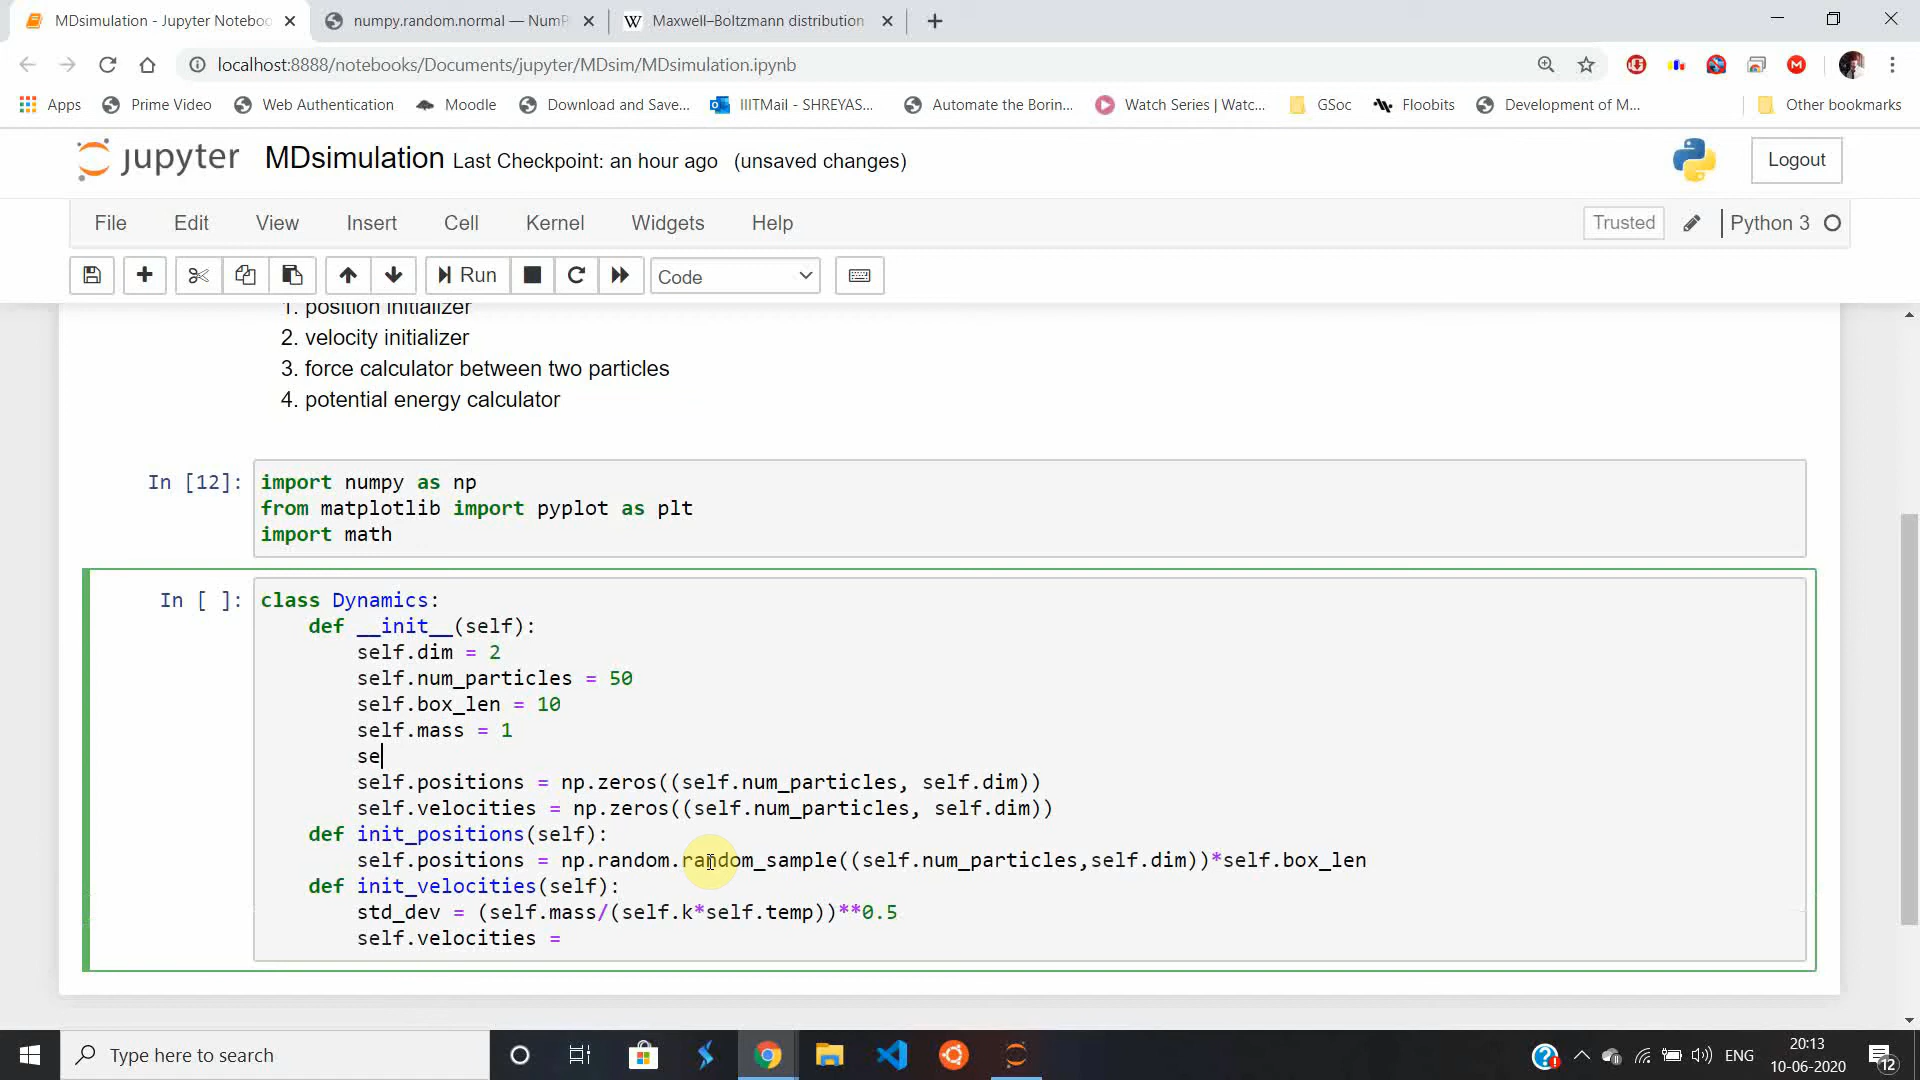 MDsimulation - Jupyter Noteboo
numpy.random.normal — NumP
W Maxwell–Boltzmann distribution
localhost:8888/notebooks/Documents/jupyter/MDsim/MDsimulation.ipynb
Apps Prime Video Web Authentication Moodle Download and Save... IIITMail - SHREYAS... Automate the Borin... Watch Series | Watc... GSoc Floobits Development of M... Other bookmarks
jupyter MDsimulation Last Checkpoint: an hour ago (unsaved changes) Logout
File Edit View Insert Cell Kernel Widgets Help Trusted Python 3
Run Code
1. position initializer
2. velocity initializer
3. force calculator between two particles
4. potential energy calculator
In [12]: import numpy as np
from matplotlib import pyplot as plt
import math
In [ ]: class Dynamics:
def __init__(self):
self.dim = 2
self.num_particles = 50
self.box_len = 10
self.mass = 1
se
self.positions = np.zeros((self.num_particles, self.dim))
self.velocities = np.zeros((self.num_particles, self.dim))
def init_positions(self):
self.positions = np.random.random_sample((self.num_particles,self.dim))*self.box_len
def init_velocities(self):
std_dev = (self.mass/(self.k*self.temp))**0.5
self.velocities =
Type here to search
ENG
20:13
10-06-2020
12